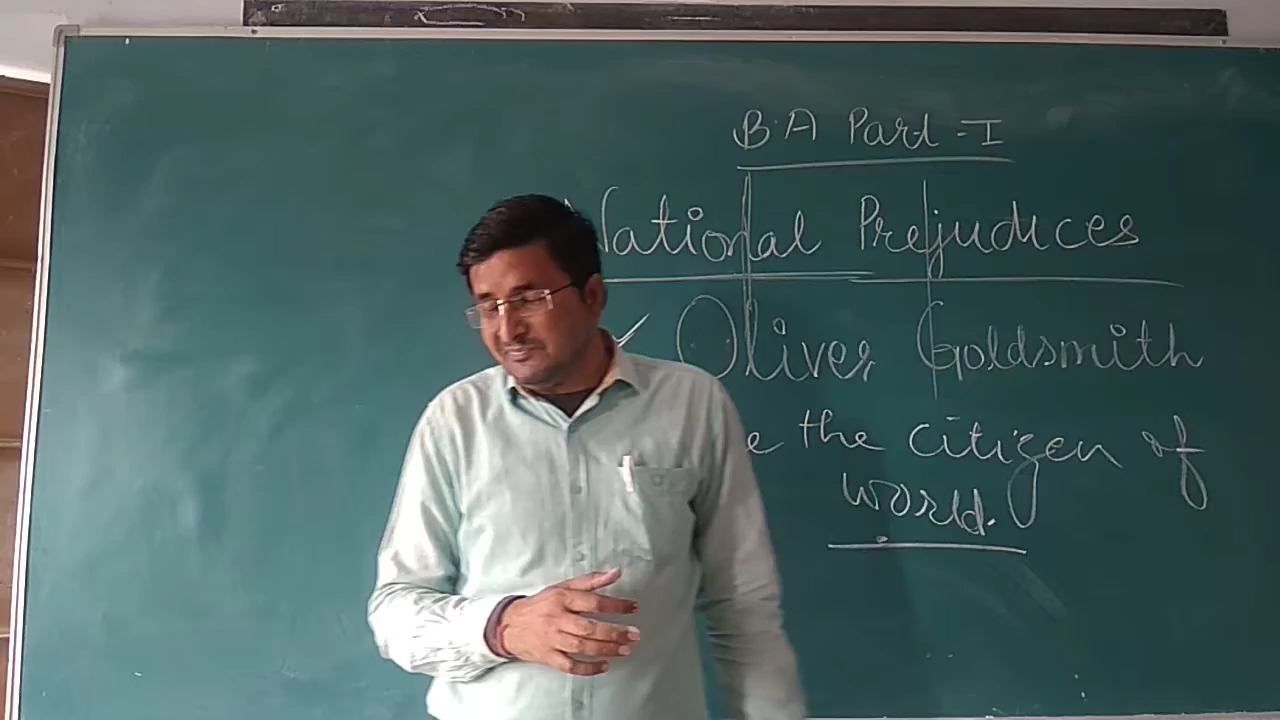 B.A Part-I
National Prejudices
Oliver Goldsmith
the citizen of
world.